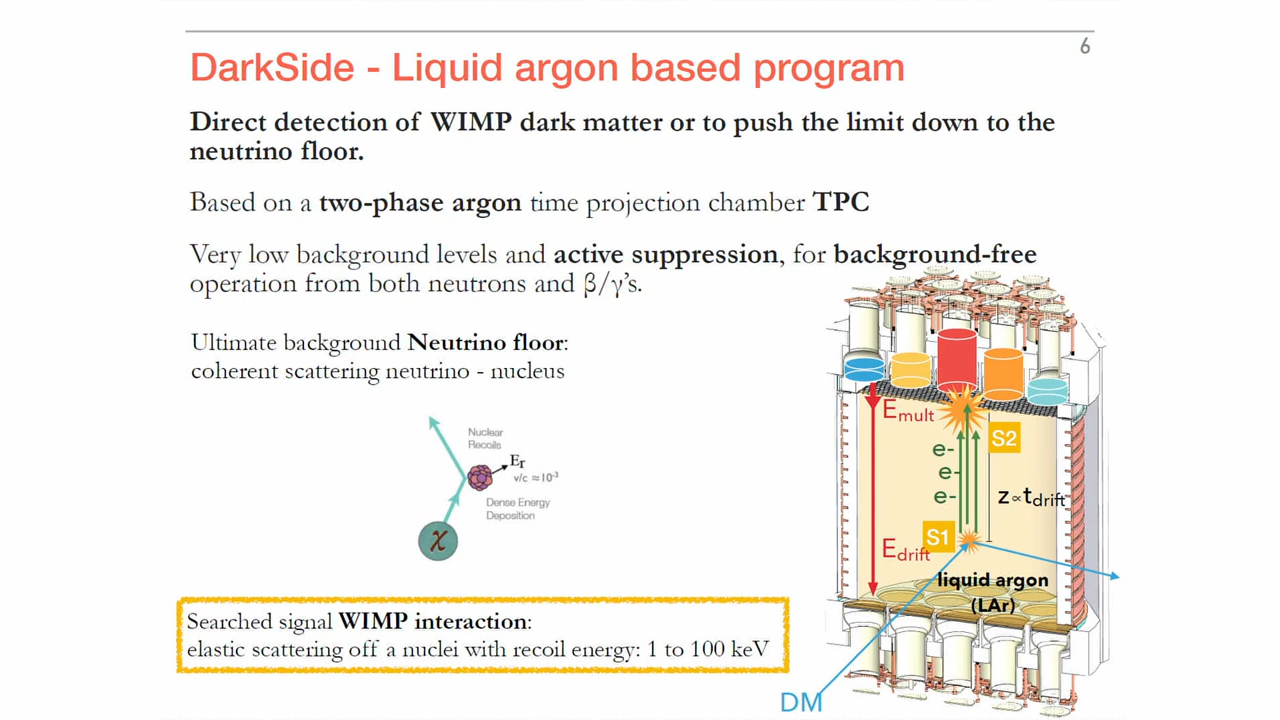 6
DarkSide - Liquid argon based program
Direct detection of WIMP dark matter or to push the limit down to the
neutrino floor.
Based on a two-phase argon time projection chamber TPC
Very low background levels and active suppression, for background-free
operation from both neutrons and β/γ's.
Ultimate background Neutrino floor:
coherent scattering neutrino - nucleus
Nuclear
Recoils
Er
v/c ≈10⁻³
Dense Energy
Deposition
χ
Searched signal WIMP interaction:
elastic scattering off a nuclei with recoil energy: 1 to 100 keV
Emult
S2
e-
e-
e-
z∝tdrift
S1
Edrift
liquid argon
(LAr)
DM